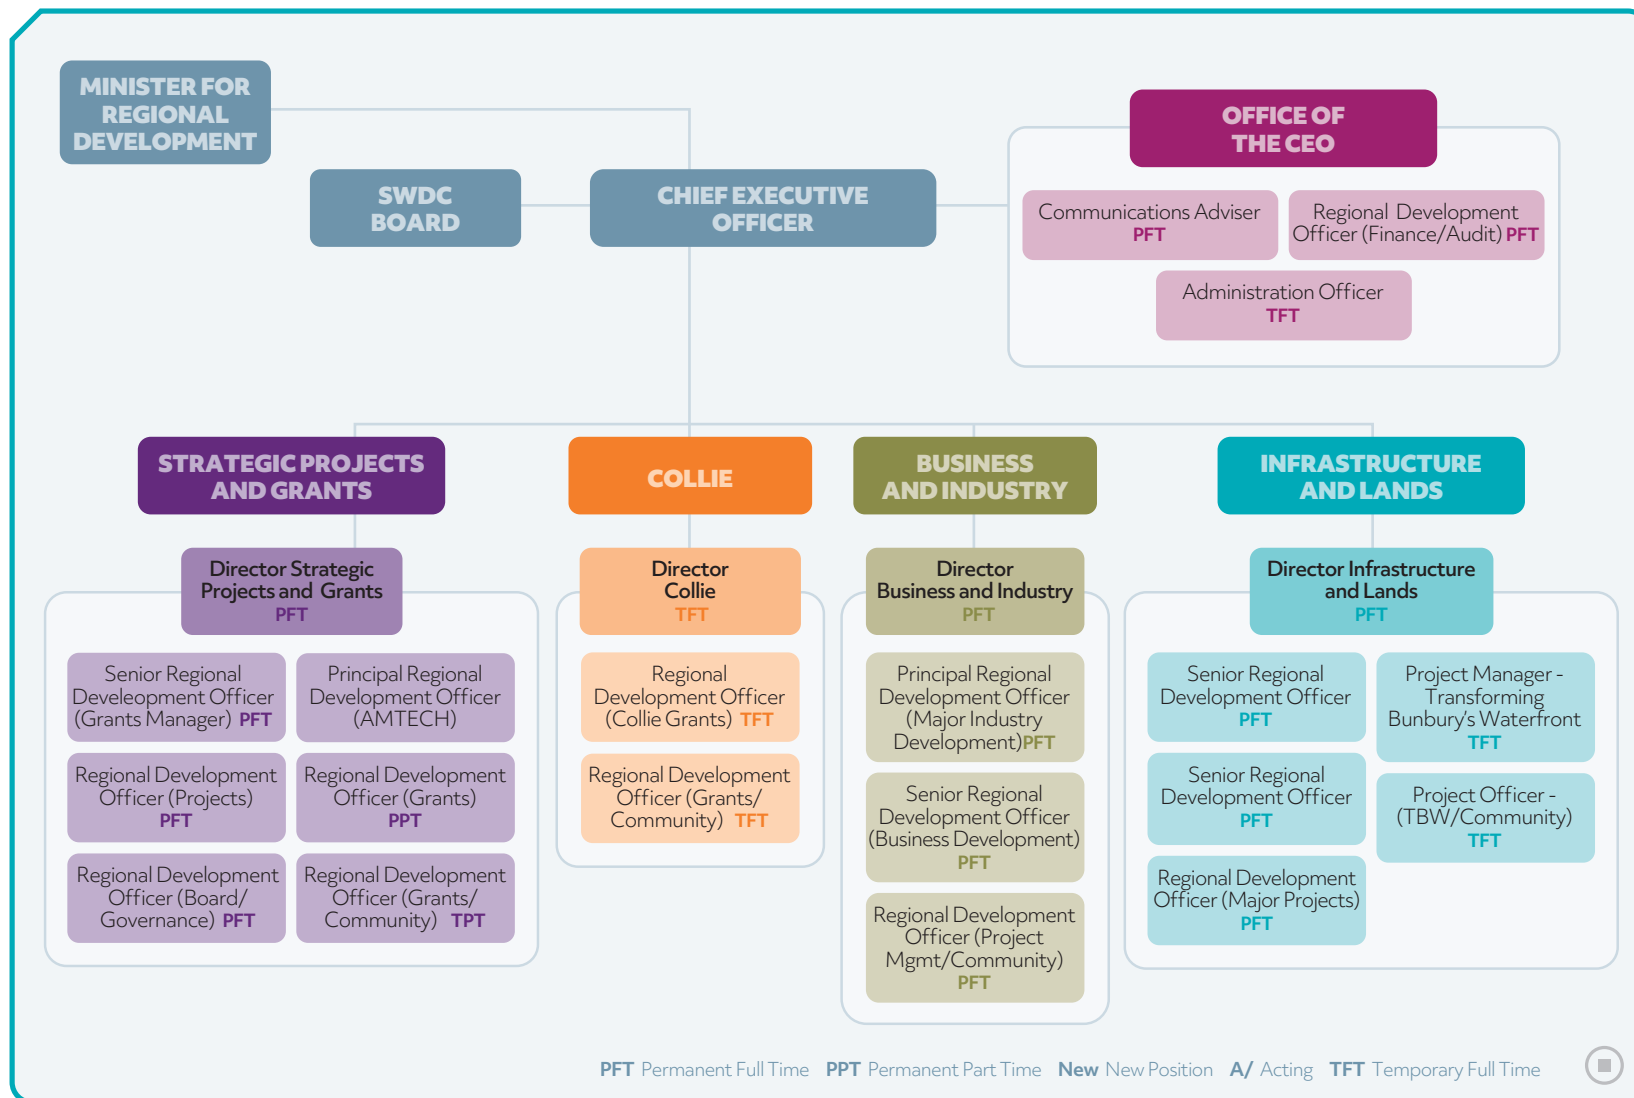 MINISTER FOR
REGIONAL
DEVELOPMENT
SWDC
BOARD
CHIEF EXECUTIVE
OFFICER
OFFICE OF
THE CEO
Communications Adviser
PFT
Regional Development
Officer (Finance/Audit) PFT
Administration Officer
TFT
STRATEGIC PROJECTS
AND GRANTS
Director Strategic
Projects and Grants
PFT
Senior Regional
Develeopment Officer
(Grants Manager) PFT
Principal Regional
Development Officer
(AMTECH)
Regional Development
Officer (Projects)
PFT
Regional Development
Officer (Grants)
PPT
Regional Development
Officer (Board/
Governance) PFT
Regional Development
Officer (Grants/
Community) TPT
COLLIE
Director
Collie
TFT
Regional
Development Officer
(Collie Grants) TFT
Regional Development
Officer (Grants/
Community) TFT
BUSINESS
AND INDUSTRY
Director
Business and Industry
PFT
Principal Regional
Development Officer
(Major Industry
Development)PFT
Senior Regional
Development Officer
(Business Development)
PFT
Regional Development
Officer (Project
Mgmt/Community)
PFT
INFRASTRUCTURE
AND LANDS
Director Infrastructure
and Lands
PFT
Senior Regional
Development Officer
PFT
Project Manager -
Transforming
Bunbury's Waterfront
TFT
Senior Regional
Development Officer
PFT
Project Officer -
(TBW/Community)
TFT
Regional Development
Officer (Major Projects)
PFT
PFT Permanent Full Time PPT Permanent Part Time New New Position A/ Acting TFT Temporary Full Time